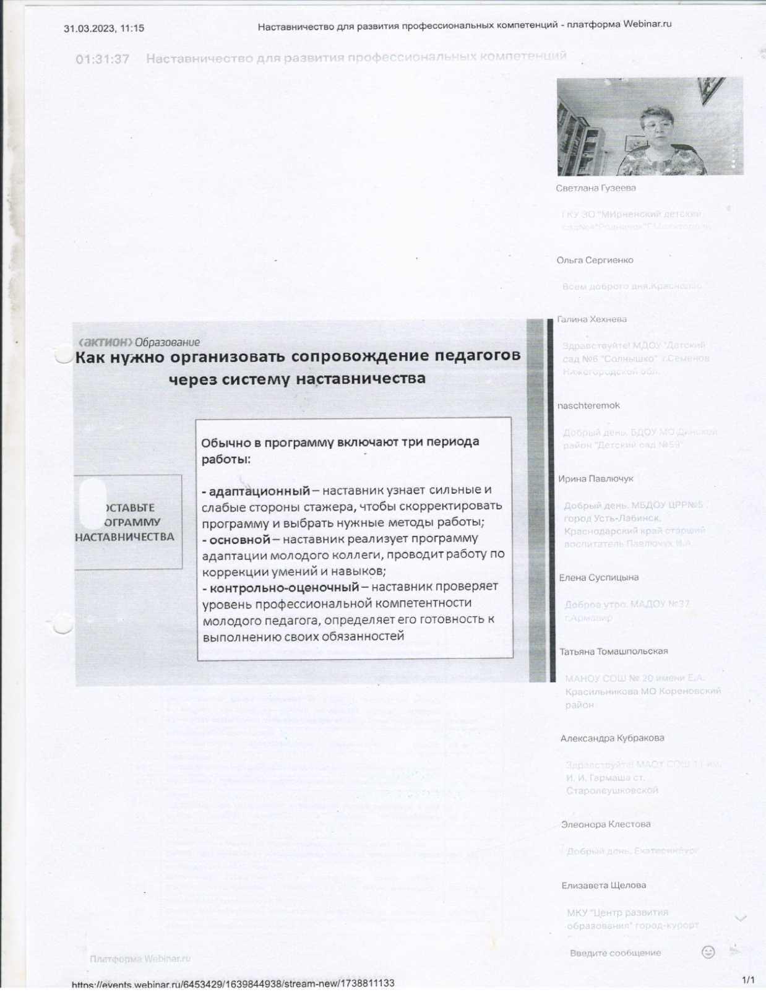 31.03.2023, 11:15
Наставничество для развития профессиональных компетенций - платформа Webinar.ru
01:31:37 Наставничество для развития профессиональных компетенций
Светлана Гузеева
ГКУ ЗО "МИрненский детский
сад№4"Родничок"Г.Мелитополь
Ольга Сергиенко
Всем доброго дня.Краснодар
Галина Хехнева
Здравствуйте! МДОУ "Детский
сад №6 "Солнышко" г.Семенов
Нижегородской обл.
naschteremok
Добрый день. БДОУ МО Динской
район "Детский сад №59"
Ирина Павлючук
Добрый день. МБДОУ ЦРР№5 .
город Усть-Лабинск,
Краснодарский край старший
воспитатель Павлючук И.А.
Елена Суспицына
Доброе утро. МАДОУ №37
г.Армавир
Татьяна Томашпольская
МАНОУ СОШ № 20 имени Е.А.
Красильникова МО Кореновский
район
Александра Кубракова
Здравствуйте! МАОУ СОШ 11 им.
И. И. Гармаша ст.
Старолеушковской
Элеонора Клестова
Добрый день. Екатеринбург
Елизавета Щелова
МКУ "Центр развития
образования" город-курорт
Введите сообщение
‹актион› Образование
Как нужно организовать сопровождение педагогов
через систему наставничества
ОСТАВЬТЕ
ОГРАММУ
НАСТАВНИЧЕСТВА
Обычно в программу включают три периода
работы:
- адаптационный – наставник узнает сильные и
слабые стороны стажера, чтобы скорректировать
программу и выбрать нужные методы работы;
- основной – наставник реализует программу
адаптации молодого коллеги, проводит работу по
коррекции умений и навыков;
- контрольно-оценочный – наставник проверяет
уровень профессиональной компетентности
молодого педагога, определяет его готовность к
выполнению своих обязанностей
Платформа Webinar.ru
https://events.webinar.ru/6453429/1639844938/stream-new/1738811133
1/1